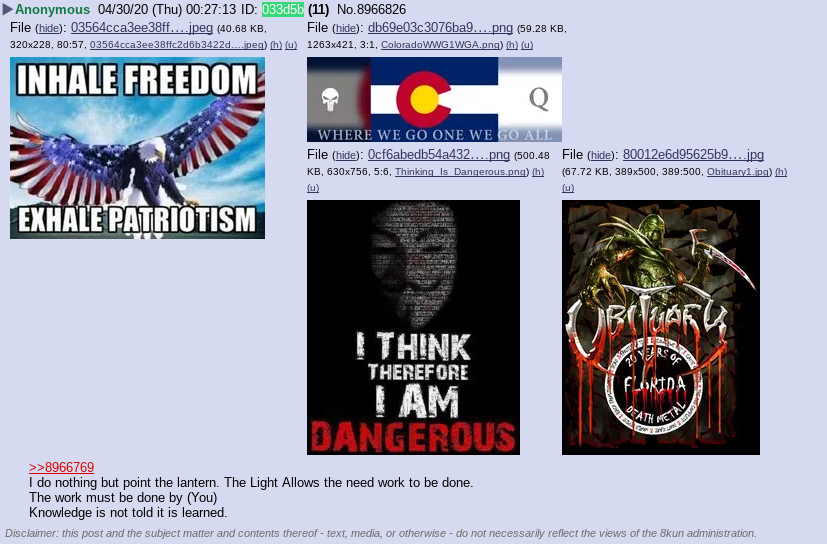 ▶Anonymous 04/30/20 (Thu) 00:27:13 ID: 033d5b (11) No.8966826
File (hide): 03564cca3ee38ff….jpeg (40.68 KB, 320x228, 80:57, 03564cca3ee38ffc2d6b3422d….jpeg) (h) (u)
INHALE FREEDOM
EXHALE PATRIOTISM
File (hide): db69e03c3076ba9….png (59.28 KB, 1263x421, 3:1, ColoradoWWG1WGA.png) (h) (u)
Q
WHERE WE GO ONE WE GO ALL
File (hide): 0cf6abedb54a432….png (500.48 KB, 630x756, 5:6, Thinking_Is_Dangerous.png) (h) (u)
I THINK
THEREFORE
I AM
DANGEROUS
File (hide): 80012e6d95625b9….jpg (67.72 KB, 389x500, 389:500, Obituary1.jpg) (h) (u)
OBITUARY
20 YEARS OF
FLORIDA
DEATH METAL
>>8966769
I do nothing but point the lantern. The Light Allows the need work to be done.
The work must be done by (You)
Knowledge is not told it is learned.
Disclaimer: this post and the subject matter and contents thereof - text, media, or otherwise - do not necessarily reflect the views of the 8kun administration.